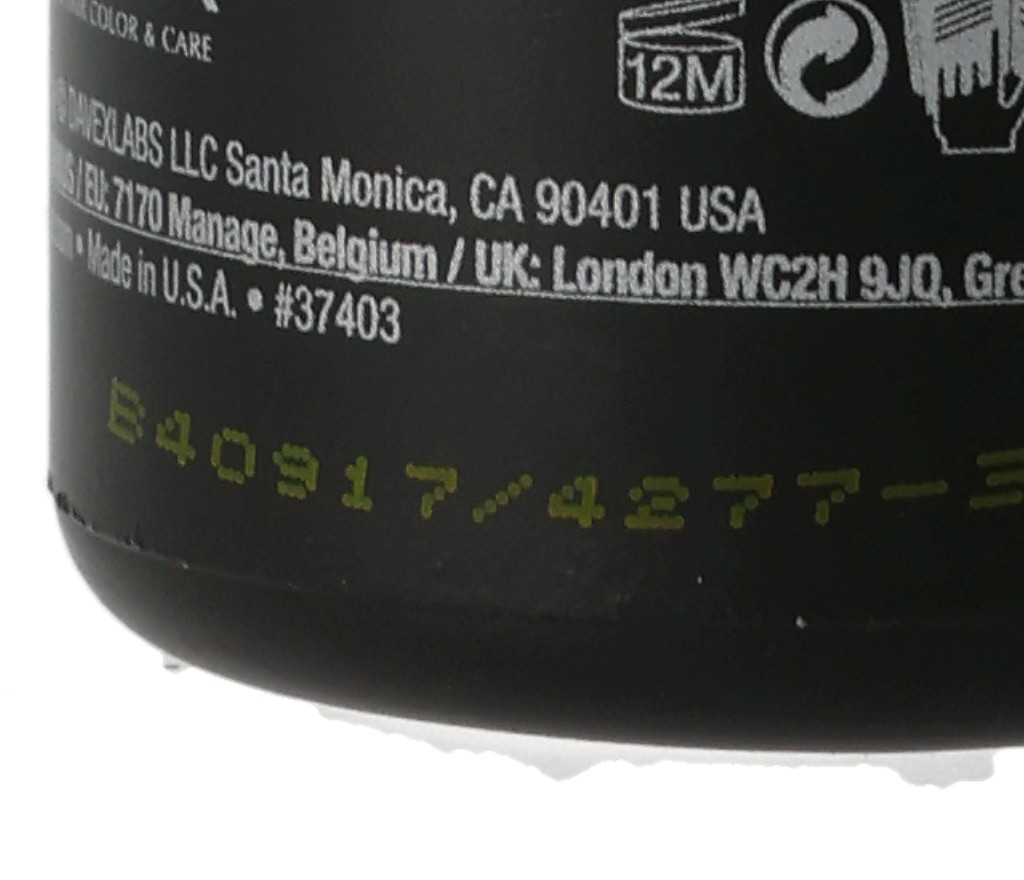 COLOR & CARE
12M
© DAVEXLABS LLC Santa Monica, CA 90401 USA
/ EU: 7170 Manage, Belgium / UK: London WC2H 9JQ, Gre
• Made in U.S.A. • #37403
B40917/4277-3